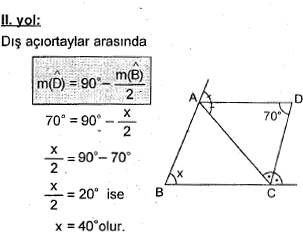 II. yol:
Dış açıortaylar arasında
m(D̂) = 90° − m(B̂)/2
70° = 90° − x/2
x/2 = 90° − 70°
x/2 = 20° ise
x = 40°olur.
A D
70°
x
B C